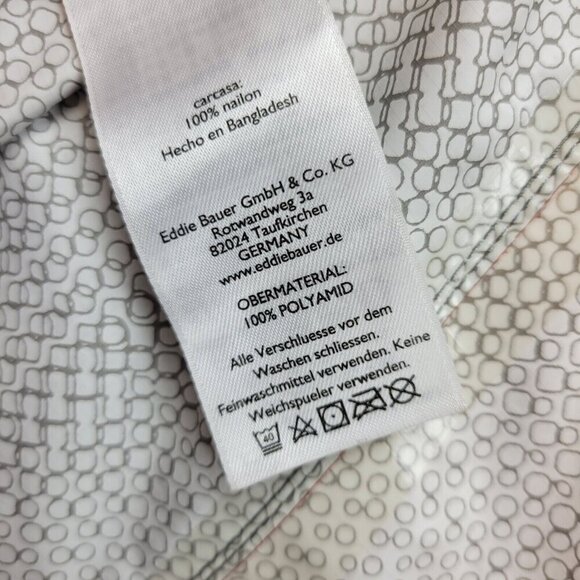 carcasa:
100% nailon
Hecho en Bangladesh
Eddie Bauer GmbH & Co. KG
Rotwandweg 3a
82024 Taufkirchen
GERMANY
www.eddiebauer.de
OBERMATERIAL:
100% POLYAMID
Alle Verschluesse vor dem
Waschen schliessen.
Feinwaschmittel verwenden. Keine
Weichspueler verwenden.
40